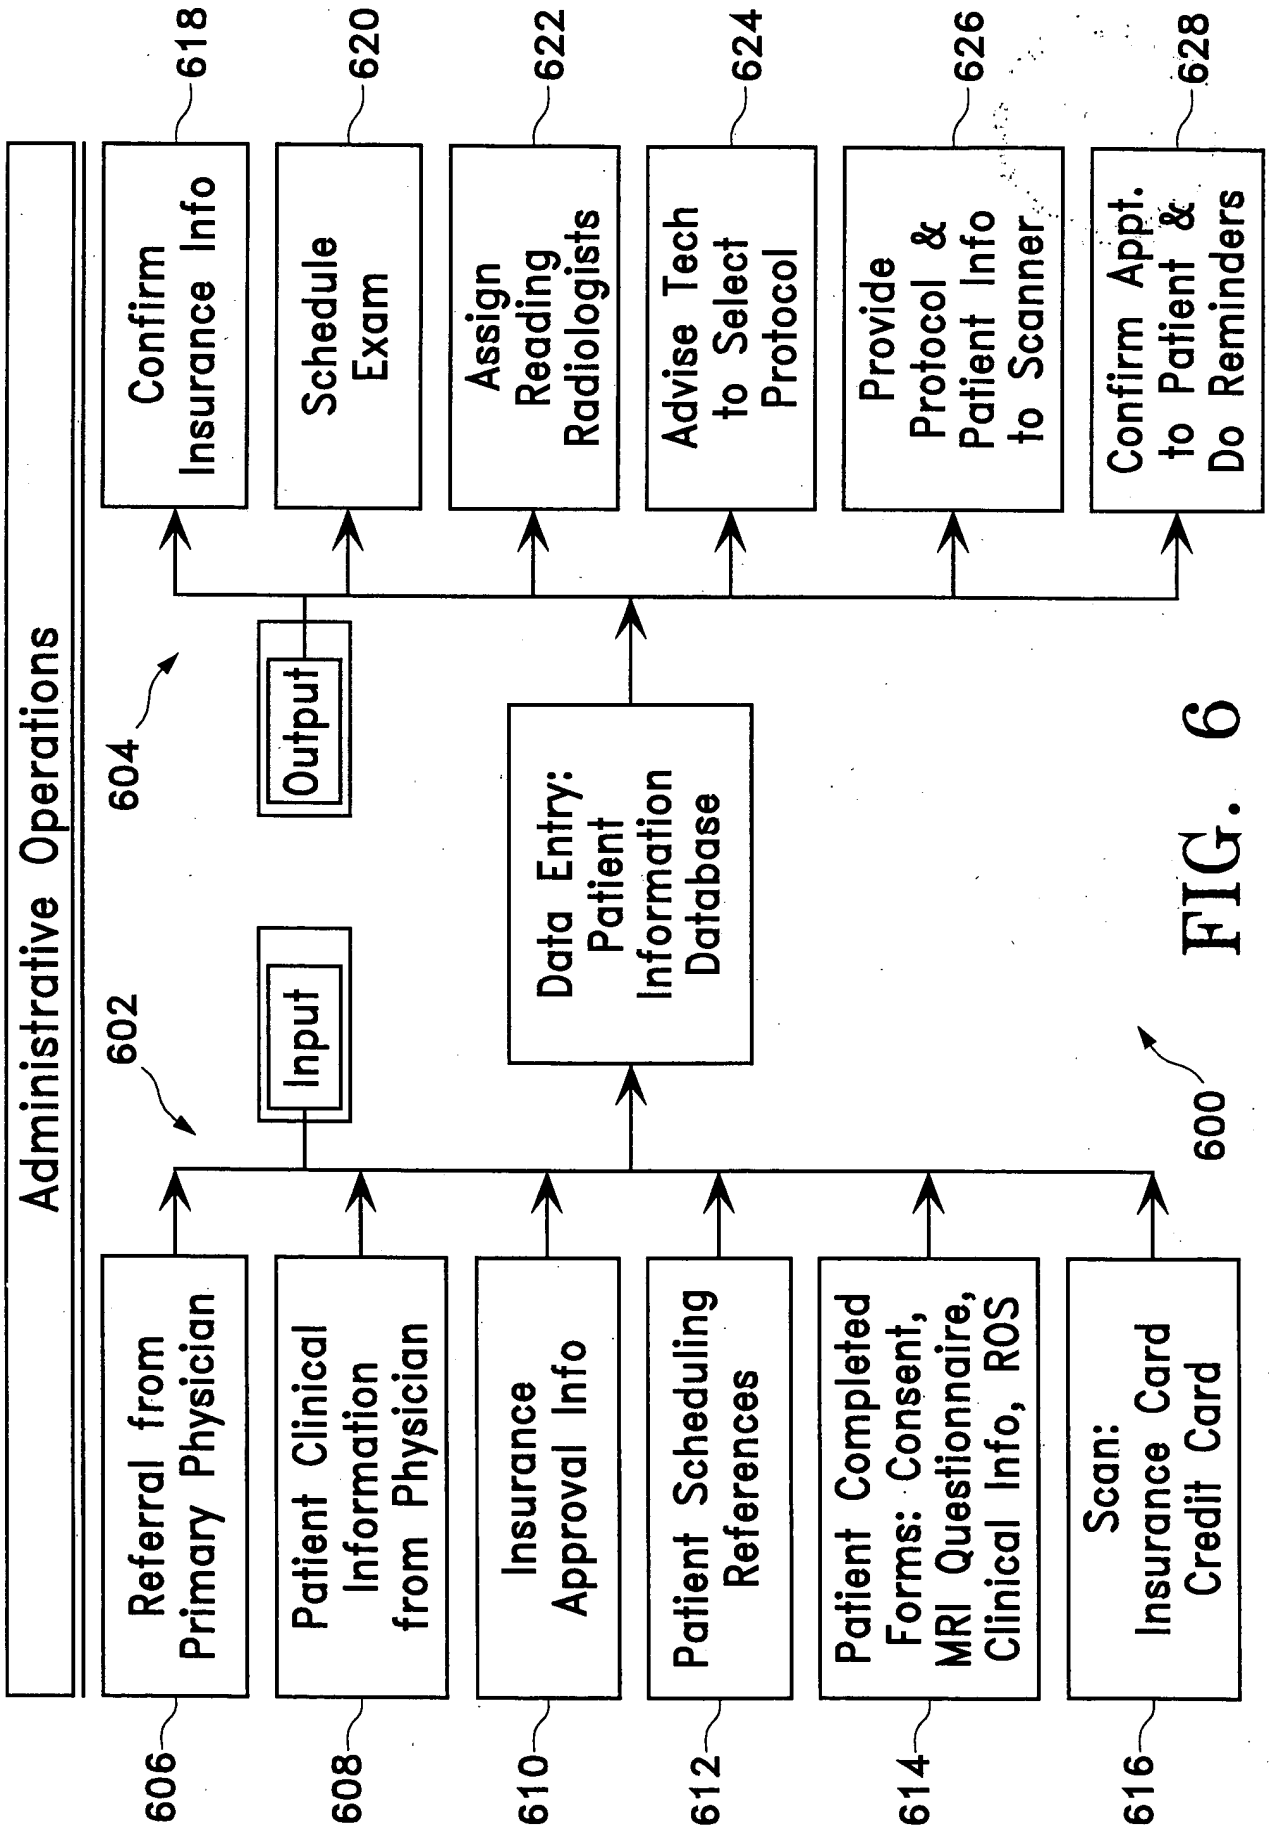 Administrative Operations
602
604
Input
Output
606
Referral from
Primary Physician
608
Patient Clinical
Information
from Physician
610
Insurance
Approval Info
612
Patient Scheduling
References
614
Patient Completed
Forms: Consent,
MRI Questionnaire,
Clinical Info, ROS
616
Scan:
Insurance Card
Credit Card
Data Entry:
Patient
Information
Database
Confirm
Insurance Info
618
Schedule
Exam
620
Assign
Reading
Radiologists
622
Advise Tech
to Select
Protocol
624
Provide
Protocol &
Patient Info
to Scanner
626
Confirm Appt.
to Patient &
Do Reminders
628
600
FIG. 6